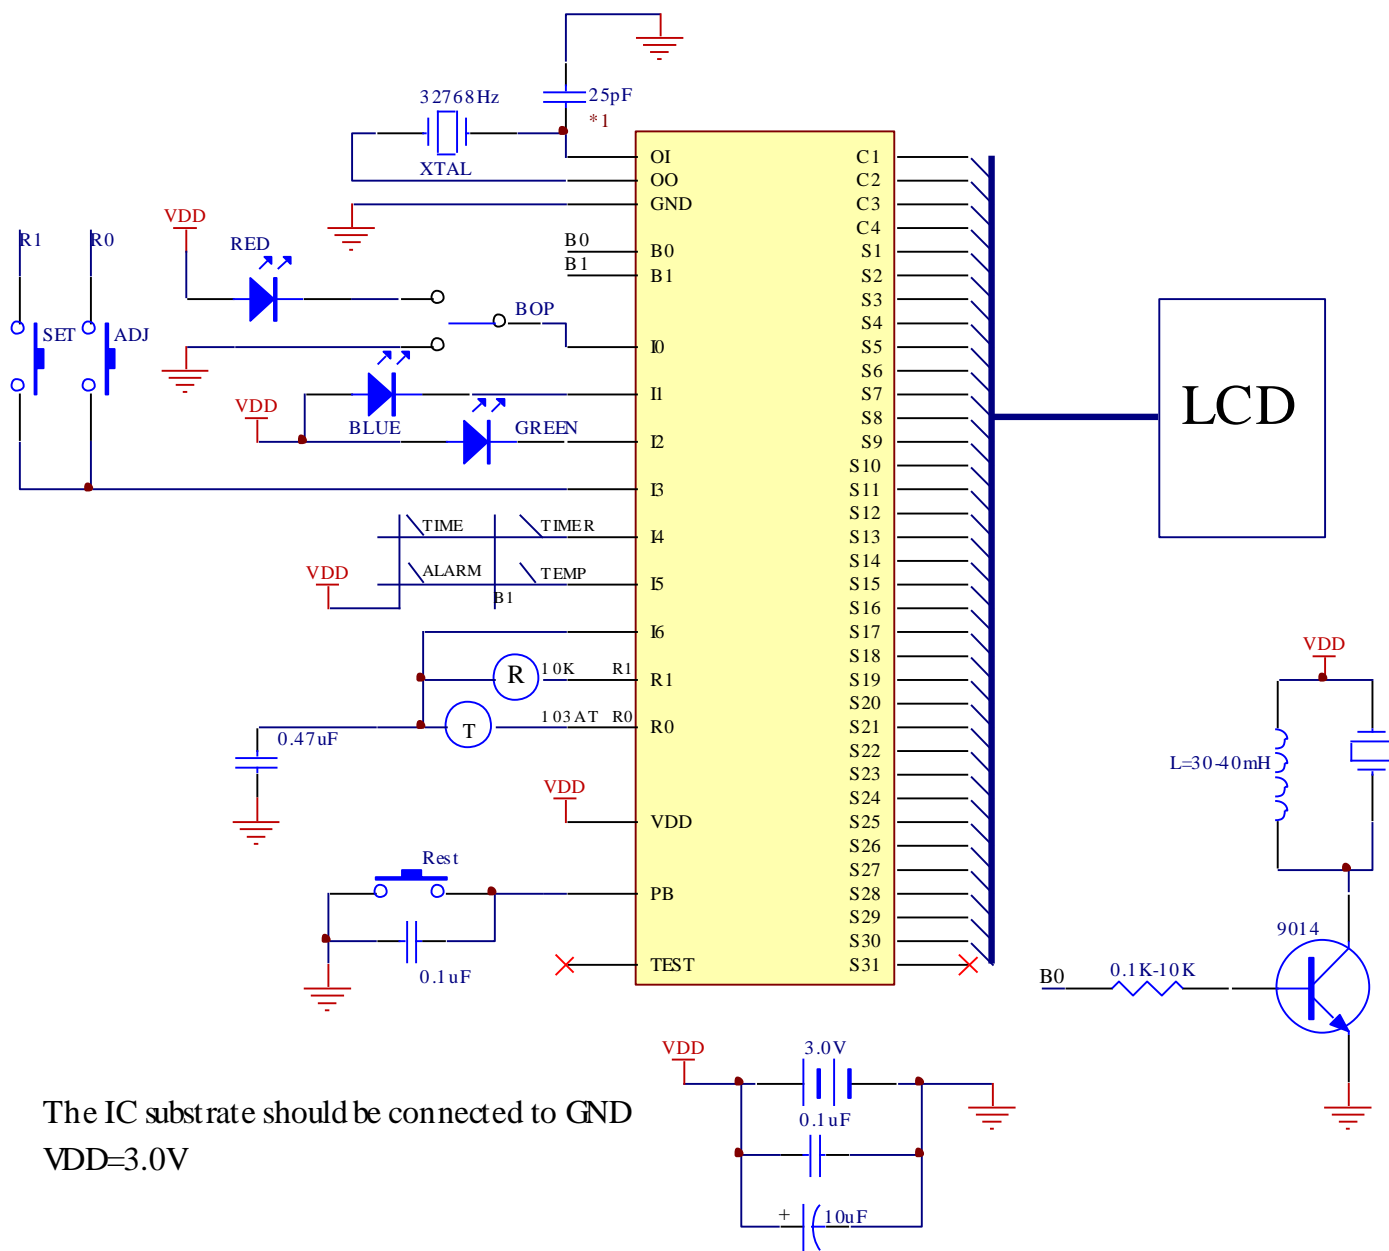 32768Hz
25pF
*1
XTAL
OI
OO
GND
B0
B0
B1
B1
I0
I1
I2
I3
I4
I5
I6
R1
R0
VDD
PB
TEST
C1
C2
C3
C4
S1
S2
S3
S4
S5
S6
S7
S8
S9
S10
S11
S12
S13
S14
S15
S16
S17
S18
S19
S20
S21
S22
S23
S24
S25
S26
S27
S28
S29
S30
S31
LCD
R1
R0
VDD
RED
BOP
SET
ADJ
VDD
BLUE
GREEN
TIME
TIMER
VDD
ALARM
TEMP
B1
R
10K
R1
T
103AT
R0
0.47uF
VDD
Rest
0.1uF
VDD
L=30-40mH
9014
B0
0.1K-10K
VDD
3.0V
0.1uF
+
10uF
The IC substrate should be connected to GND
VDD=3.0V